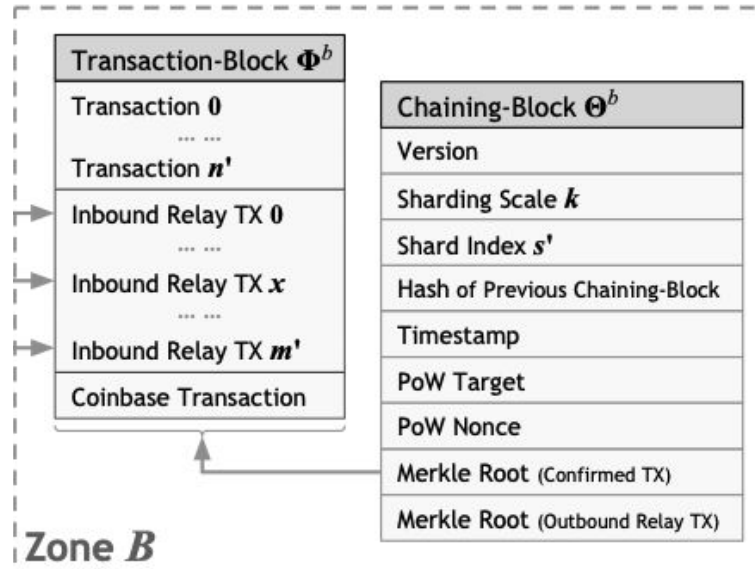 Transaction-Block Φᵇ
Transaction 0
... ...
Transaction n'
Inbound Relay TX 0
... ...
Inbound Relay TX x
... ...
Inbound Relay TX m'
Coinbase Transaction
Chaining-Block Θᵇ
Version
Sharding Scale k
Shard Index s'
Hash of Previous Chaining-Block
Timestamp
PoW Target
PoW Nonce
Merkle Root (Confirmed TX)
Merkle Root (Outbound Relay TX)
Zone B